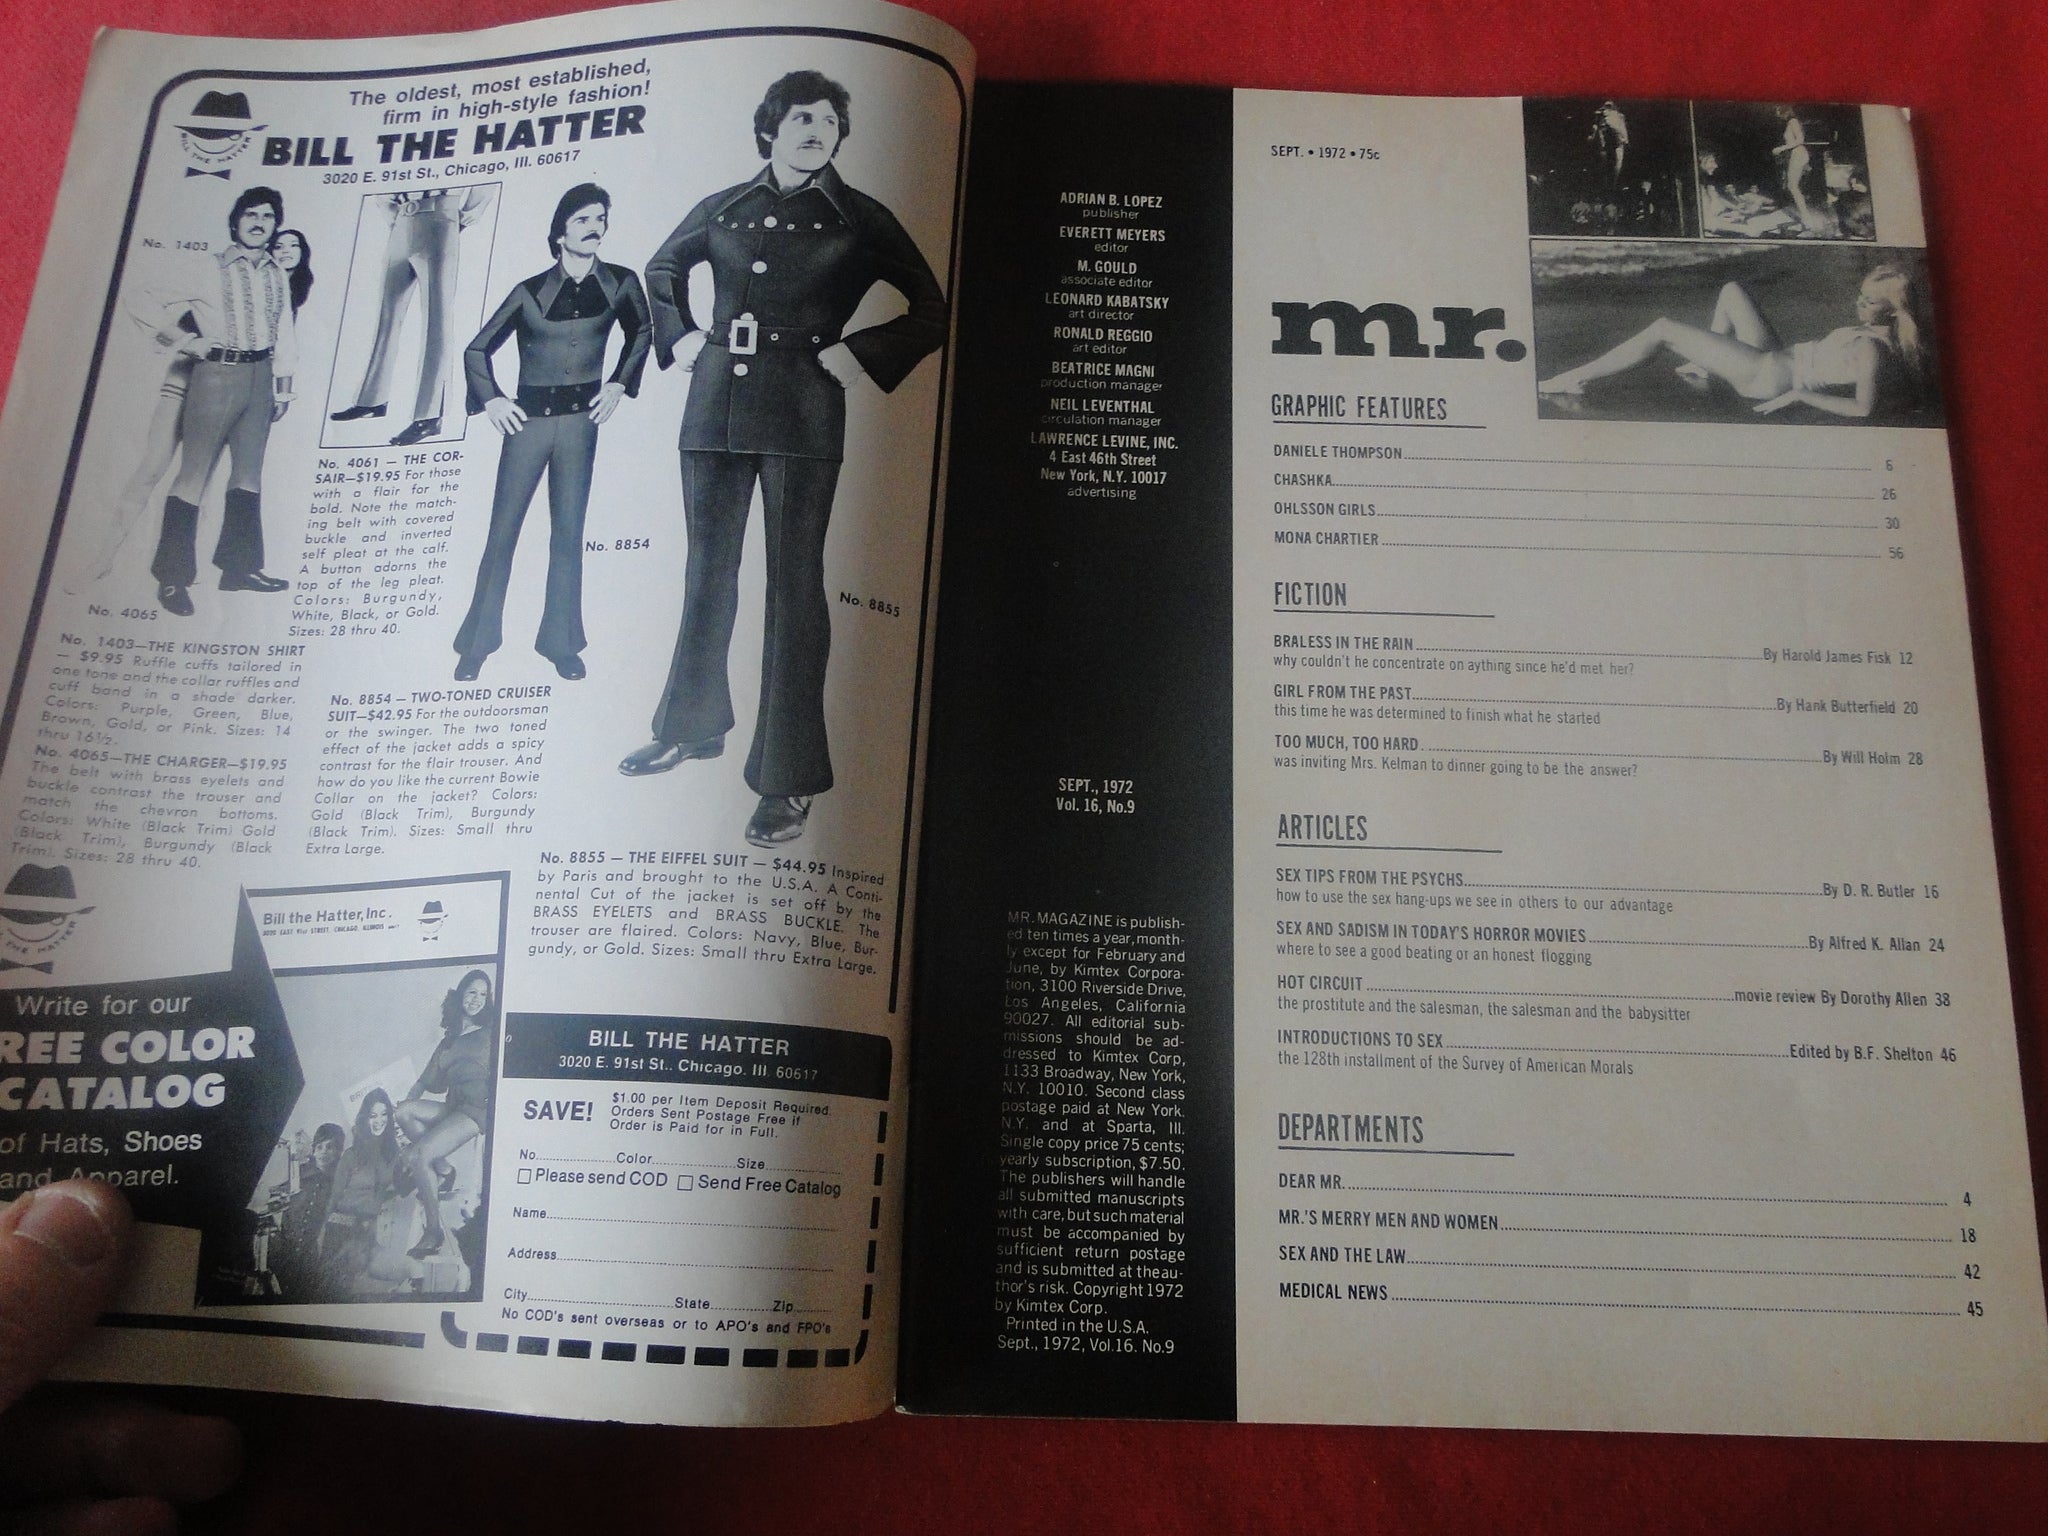 The oldest, most established,
firm in high-style fashion!
BILL THE HATTER
3020 E. 91st St., Chicago, Ill. 60617
BILL THE HATTER
No. 1403
No. 4065
No. 8854
No. 8855
No. 4061 — THE COR-
SAIR—$19.95 For those
with a flair for the
bold. Note the match-
ing belt with covered
buckle and inverted
self pleat at the calf.
A button adorns the
top of the leg pleat.
Colors: Burgundy,
White, Black, or Gold.
Sizes: 28 thru 40.
No. 1403—THE KINGSTON SHIRT
— $9.95 Ruffle cuffs tailored in
one tone and the collar ruffles and
cuff band in a shade darker.
Colors: Purple, Green, Blue,
Brown, Gold, or Pink. Sizes: 14
thru 16½.
No. 4065—THE CHARGER—$19.95
The belt with brass eyelets and
buckle contrast the trouser and
match the chevron bottoms.
Colors: White (Black Trim) Gold
(Black Trim), Burgundy (Black
Trim). Sizes: 28 thru 40.
No. 8854 — TWO-TONED CRUISER
SUIT—$42.95 For the outdoorsman
or the swinger. The two toned
effect of the jacket adds a spicy
contrast for the flair trouser. And
how do you like the current Bowie
Collar on the jacket? Colors:
Gold (Black Trim), Burgundy
(Black Trim). Sizes: Small thru
Extra Large.
No. 8855 — THE EIFFEL SUIT — $44.95 Inspired
by Paris and brought to the U.S.A. A Conti-
nental Cut of the jacket is set off by the
BRASS EYELETS and BRASS BUCKLE. The
trouser are flaired. Colors: Navy, Blue, Bur-
gundy, or Gold. Sizes: Small thru Extra Large.
THE HATTER
Write for our
REE COLOR
CATALOG
of Hats, Shoes
and Apparel.
Bill the Hatter, Inc.
3020 EAST 91st STREET, CHICAGO, ILLINOIS
BILL THE HATTER
3020 E. 91st St.. Chicago. Ill. 60617
SAVE!
$1.00 per Item Deposit Required.
Orders Sent Postage Free if
Order is Paid for in Full.
No. Color Size
Please send COD Send Free Catalog
Name
Address
City State Zip
No COD's sent overseas or to APO's and FPO's
ADRIAN B. LOPEZ
publisher
EVERETT MEYERS
editor
M. GOULD
associate editor
LEONARD KABATSKY
art director
RONALD REGGIO
art editor
BEATRICE MAGNI
production manager
NEIL LEVENTHAL
circulation manager
LAWRENCE LEVINE, INC.
4 East 46th Street
New York, N.Y. 10017
advertising
SEPT., 1972
Vol. 16, No.9
MR. MAGAZINE is publish-
ed ten times a year, month-
ly except for February and
June, by Kimtex Corpora-
tion, 3100 Riverside Drive,
Los Angeles, California
90027. All editorial sub-
missions should be ad-
dressed to Kimtex Corp,
1133 Broadway, New York,
N.Y. 10010. Second class
postage paid at New York.
N.Y. and at Sparta, Ill.
Single copy price 75 cents;
yearly subscription, $7.50.
The publishers will handle
all submitted manuscripts
with care, but such material
must be accompanied by
sufficient return postage
and is submitted at the au-
thor's risk. Copyright 1972
by Kimtex Corp.
Printed in the U.S.A.
Sept., 1972, Vol.16. No.9
SEPT. • 1972 • 75c
mr.
GRAPHIC FEATURES
DANIELE THOMPSON 6
CHASHKA 26
OHLSSON GIRLS 30
MONA CHARTIER 56
FICTION
BRALESS IN THE RAIN By Harold James Fisk 12
why couldn't he concentrate on aything since he'd met her?
GIRL FROM THE PAST By Hank Butterfield 20
this time he was determined to finish what he started
TOO MUCH, TOO HARD By Will Holm 28
was inviting Mrs. Kelman to dinner going to be the answer?
ARTICLES
SEX TIPS FROM THE PSYCHS By D. R. Butler 16
how to use the sex hang-ups we see in others to our advantage
SEX AND SADISM IN TODAY'S HORROR MOVIES By Alfred K. Allan 24
where to see a good beating or an honest flogging
HOT CIRCUIT movie review By Dorothy Allen 38
the prostitute and the salesman, the salesman and the babysitter
INTRODUCTIONS TO SEX Edited by B.F. Shelton 46
the 128th installment of the Survey of American Morals
DEPARTMENTS
DEAR MR. 4
MR.'S MERRY MEN AND WOMEN 18
SEX AND THE LAW 42
MEDICAL NEWS 45